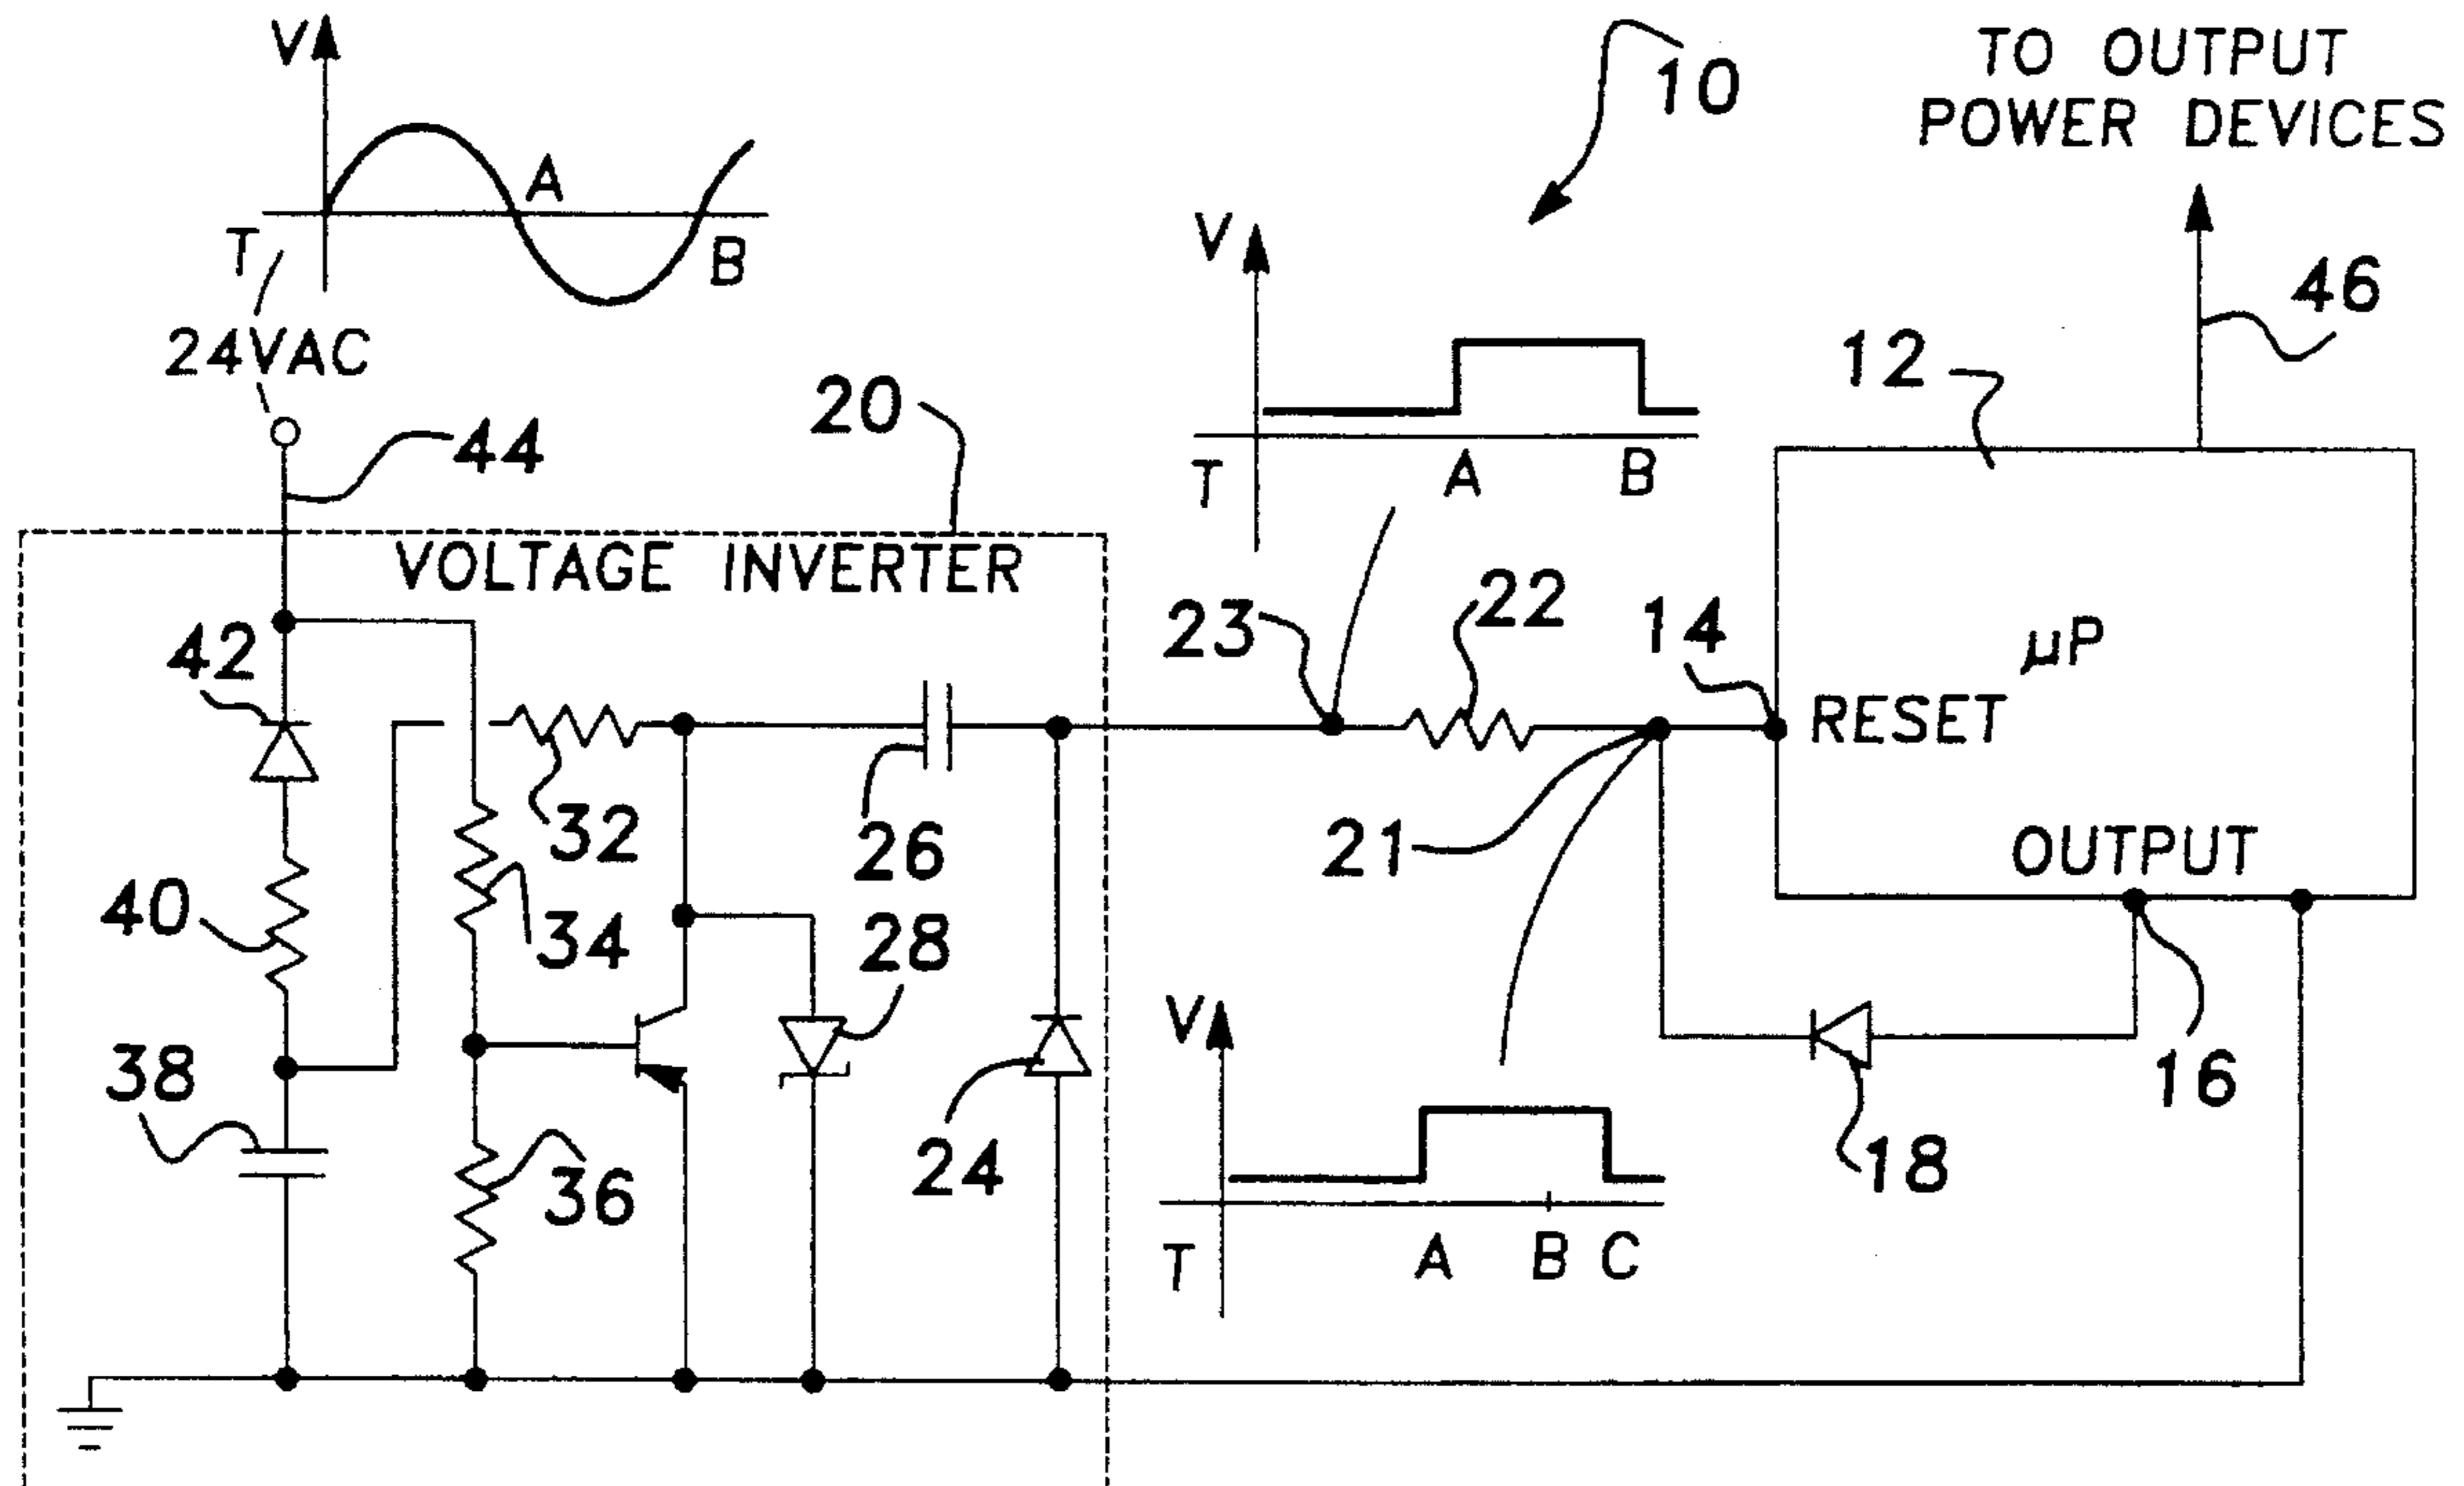 V
A
T
B
24VAC
44
20
VOLTAGE INVERTER
42
32
34
40
38
36
26
28
24
10
V
T
A
B
23
22
21
14
12
TO OUTPUT
POWER DEVICES
46
µP
RESET
OUTPUT
16
18
V
T
A
B
C